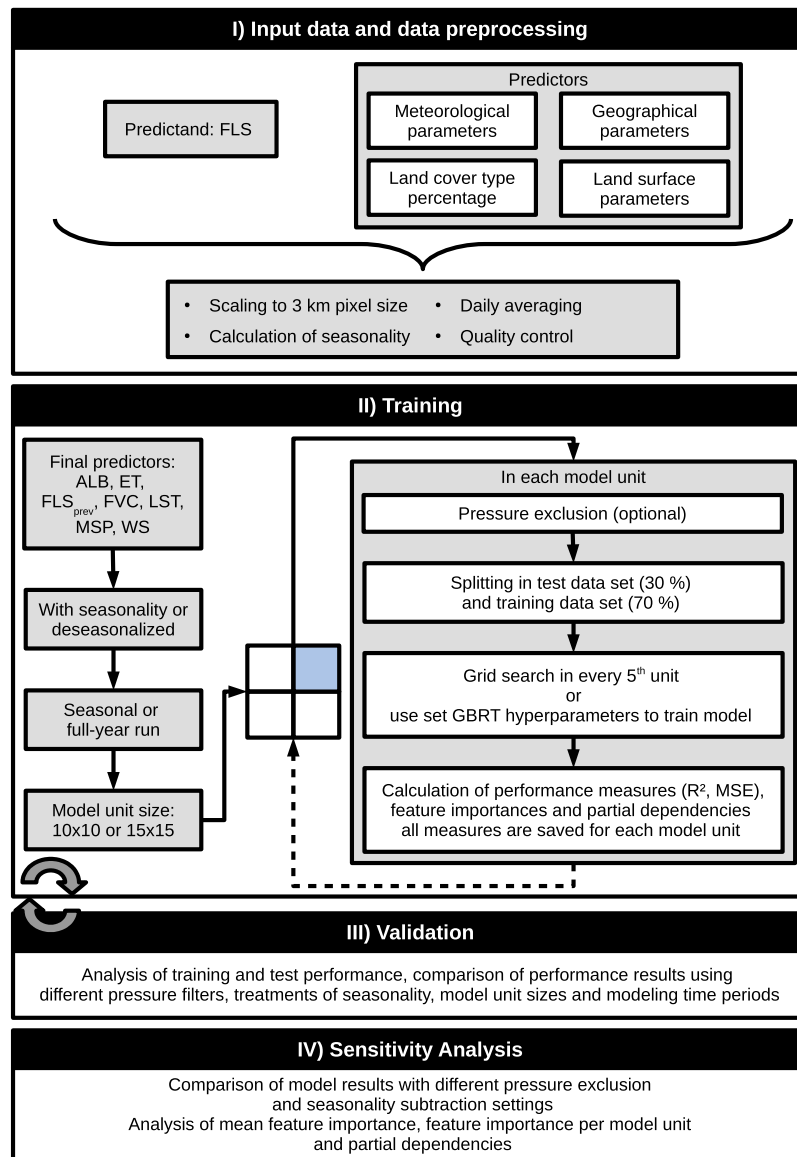 I) Input data and data preprocessing
Predictand: FLS
Predictors
Meteorological
parameters
Geographical
parameters
Land cover type
percentage
Land surface
parameters
• Scaling to 3 km pixel size
• Calculation of seasonality
• Daily averaging
• Quality control
II) Training
Final predictors:
ALB, ET,
FLSprev, FVC, LST,
MSP, WS
With seasonality or
deseasonalized
Seasonal or
full-year run
Model unit size:
10x10 or 15x15
In each model unit
Pressure exclusion (optional)
Splitting in test data set (30 %)
and training data set (70 %)
Grid search in every 5th unit
or
use set GBRT hyperparameters to train model
Calculation of performance measures (R², MSE),
feature importances and partial dependencies
all measures are saved for each model unit
III) Validation
Analysis of training and test performance, comparison of performance results using
different pressure filters, treatments of seasonality, model unit sizes and modeling time periods
IV) Sensitivity Analysis
Comparison of model results with different pressure exclusion
and seasonality subtraction settings
Analysis of mean feature importance, feature importance per model unit
and partial dependencies